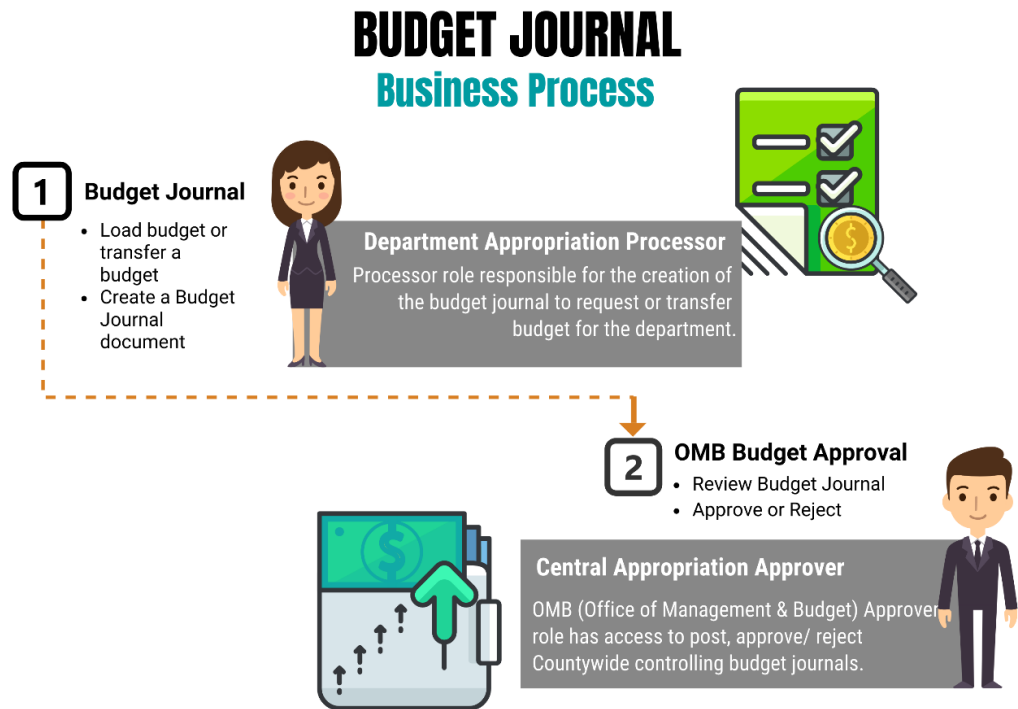 BUDGET JOURNAL
Business Process
1
Budget Journal
• Load budget or
transfer a
budget
• Create a Budget
Journal
document
Department Appropriation Processor
Processor role responsible for the creation of
the budget journal to request or transfer
budget for the department.
$
2
OMB Budget Approval
• Review Budget Journal
• Approve or Reject
$
Central Appropriation Approver
OMB (Office of Management & Budget) Approver
role has access to post, approve/ reject
Countywide controlling budget journals.